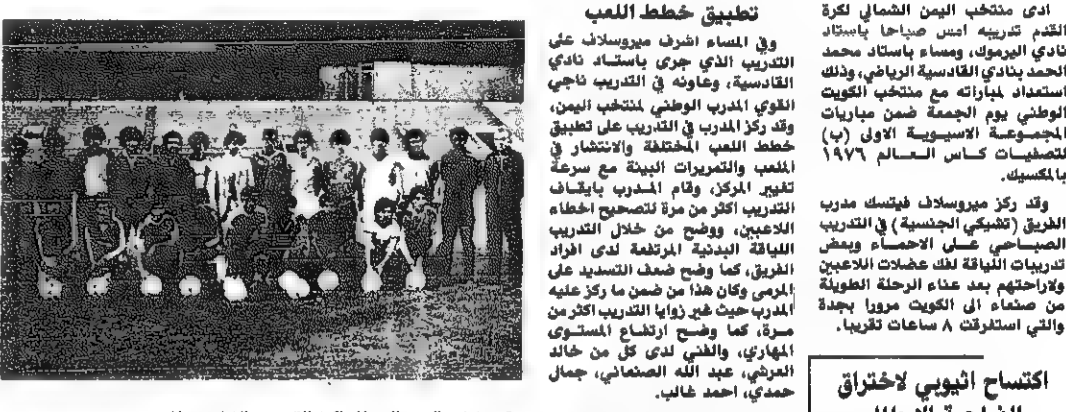 ادى منتخب اليمن الشمالي لكرة
القدم تدريبه امس صباحا باستاد
نادي اليرموك، ومساء باستاد محمد
الحمد بنادي القادسية الرياضي، وذلك
استعداد لمباراته مع منتخب الكويت
الوطني يوم الجمعة ضمن مباريات
المجموعة الاسيوية الاولى (ب)
لتصفيات كاس العالم ١٩٧٦
بالمكسيك.
وقد ركز ميروسلاف فيتسك مدرب
الفريق (تشيكي الجنسية) في التدريب
الصباحي على الاحماء وبعض
تدريبات اللياقة لفك عضلات اللاعبين
ولاراحتهم بعد عناء الرحلة الطويلة
من صنعاء الى الكويت مرورا بجدة
والتي استغرقت ٨ ساعات تقريبا.
اكتساح اثيوبي لاختراق
تطبيق خطط اللعب
وفي المساء اشرف ميروسلاف على
التدريب الذي جرى باستاد نادي
القادسية، وعاونه في التدريب ناجي
القوي المدرب الوطني لمنتخب اليمن،
وقد ركز المدرب في التدريب على تطبيق
خطط اللعب المختلفة والانتشار في
الملعب والتمريرات البينة مع سرعة
تغيير المركز، وقام المدرب بايقاف
التدريب اكثر من مرة لتصحيح اخطاء
اللاعبين، ووضح من خلال التدريب
اللياقة البدنية المرتفعة لدى افراد
الفريق، كما وضح ضعف التسديد على
المرمى وكان هذا من ضمن ما ركز عليه
المدرب حيث غير زوايا التدريب اكثر من
مرة، كما وضح ارتفاع المستوى
المهاري، والفني لدى كل من خالد
العرشي، عبد الله الصنعاني، جمال
حمدي، احمد غالب.